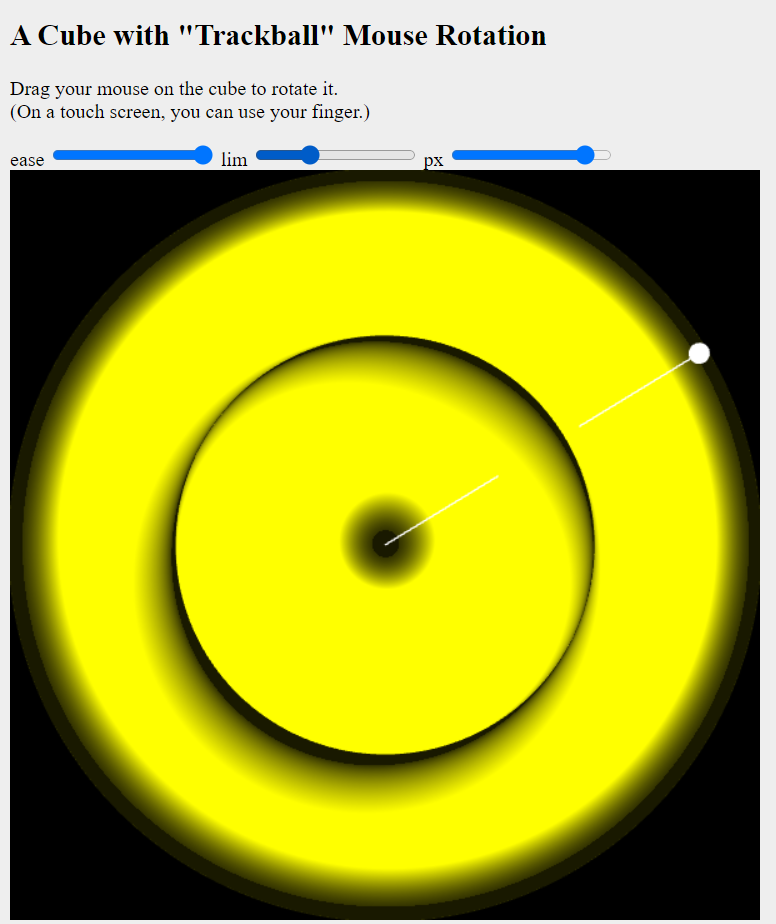 A Cube with "Trackball" Mouse Rotation
Drag your mouse on the cube to rotate it.
(On a touch screen, you can use your finger.)
ease lim px